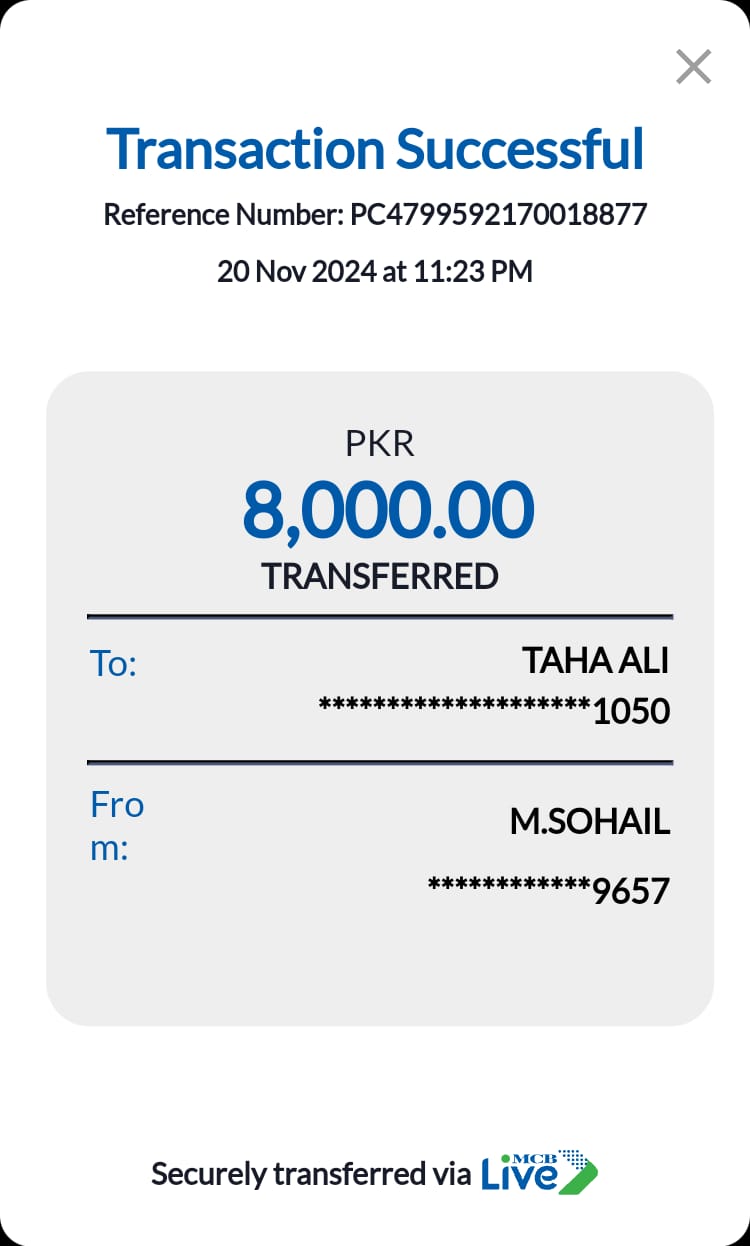 Transaction Successful
Reference Number: PC4799592170018877
20 Nov 2024 at 11:23 PM
PKR
8,000.00
TRANSFERRED
To:
TAHA ALI
********************1050
Fro
m:
M.SOHAIL
************9657
Securely transferred via MCB Live